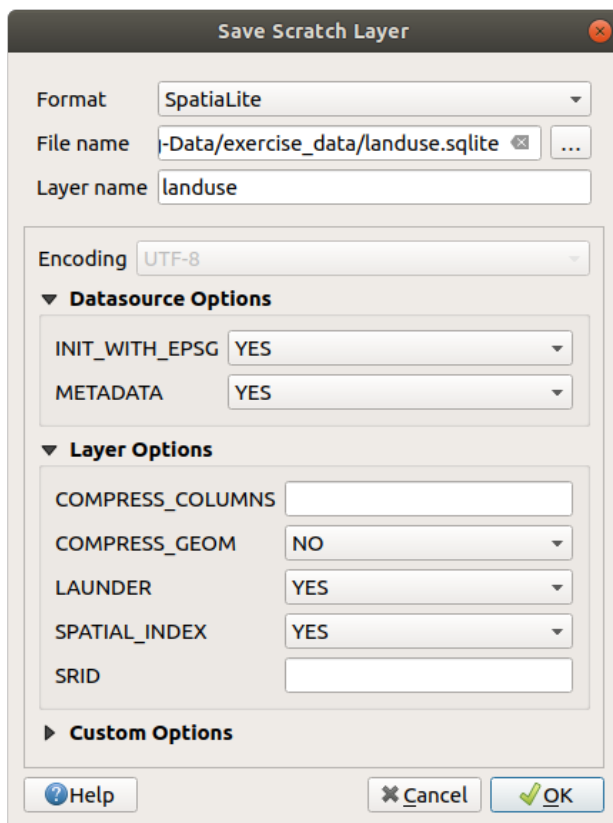 Save Scratch Layer
Format SpatiaLite
File name -Data/exercise_data/landuse.sqlite ...
Layer name landuse
Encoding UTF-8
Datasource Options
INIT_WITH_EPSG YES
METADATA YES
Layer Options
COMPRESS_COLUMNS
COMPRESS_GEOM NO
LAUNDER YES
SPATIAL_INDEX YES
SRID
Custom Options
?Help Cancel OK